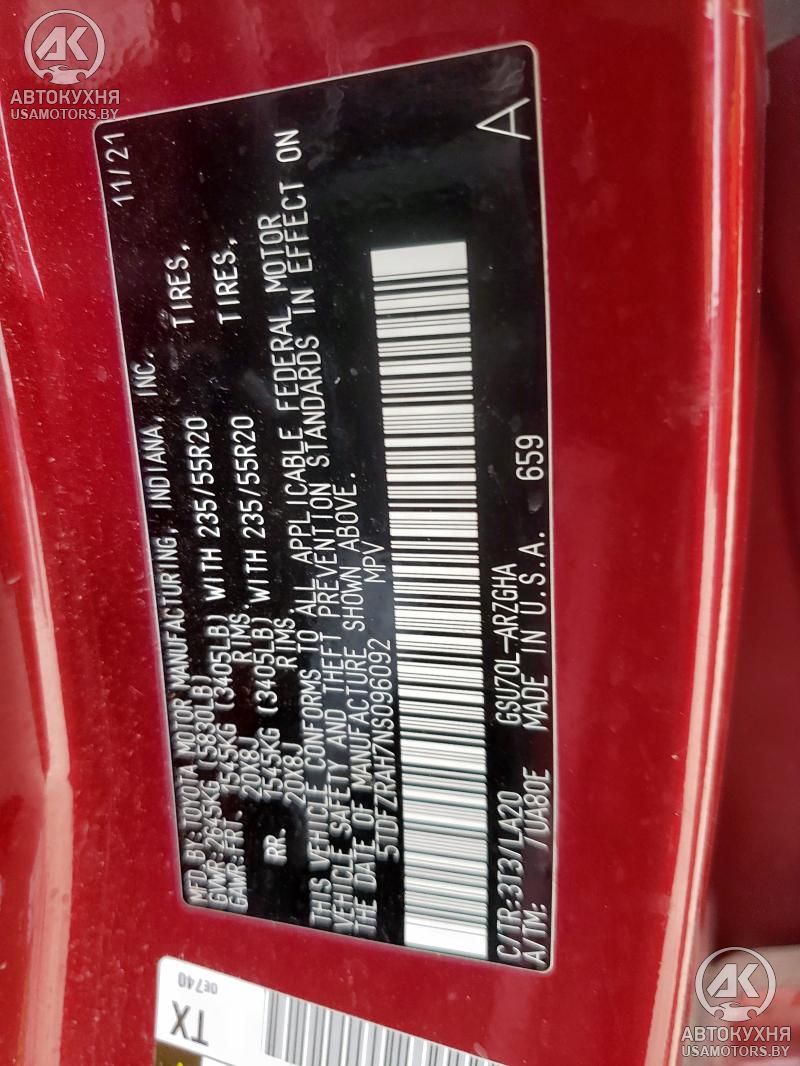 AK
АВТОКУХНЯ
USAMOTORS.BY
MFD BY: TOYOTA MOTOR MANUFACTURING, INDIANA, INC. 11/21
GVWR: 2645KG (5830LB)
GAWR: FRT 1545KG (3405LB) WITH 235/55R20 TIRES,
20X8J RIMS.
RR. 1545KG (3405LB) WITH 235/55R20 TIRES,
20X8J RIMS.
THIS VEHICLE CONFORMS TO ALL APPLICABLE FEDERAL MOTOR
VEHICLE SAFETY AND THEFT PREVENTION STANDARDS IN EFFECT ON
THE DATE OF MANUFACTURE SHOWN ABOVE.
5TDFZRAH7NS096092 MPV
C/TR: 3T3/LA20 GSU70L-ARZGHA A
A/TM: /UA80E MADE IN U.S.A. 659
TX
0E740
AK
АВТОКУХНЯ
USAMOTORS.BY